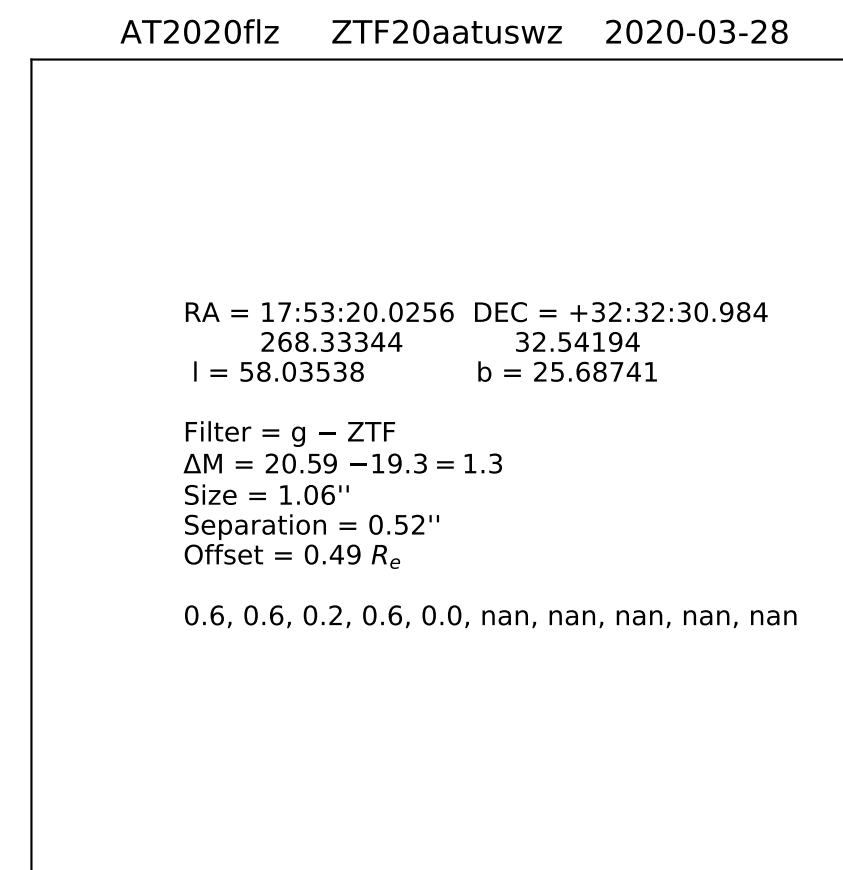 AT2020flz ZTF20aatuswz 2020-03-28
RA = 17:53:20.0256 DEC = +32:32:30.984
268.33344 32.54194
l = 58.03538 b = 25.68741
Filter = g − ZTF
ΔM = 20.59 −19.3 = 1.3
Size = 1.06''
Separation = 0.52''
Offset = 0.49 Rₑ
0.6, 0.6, 0.2, 0.6, 0.0, nan, nan, nan, nan, nan